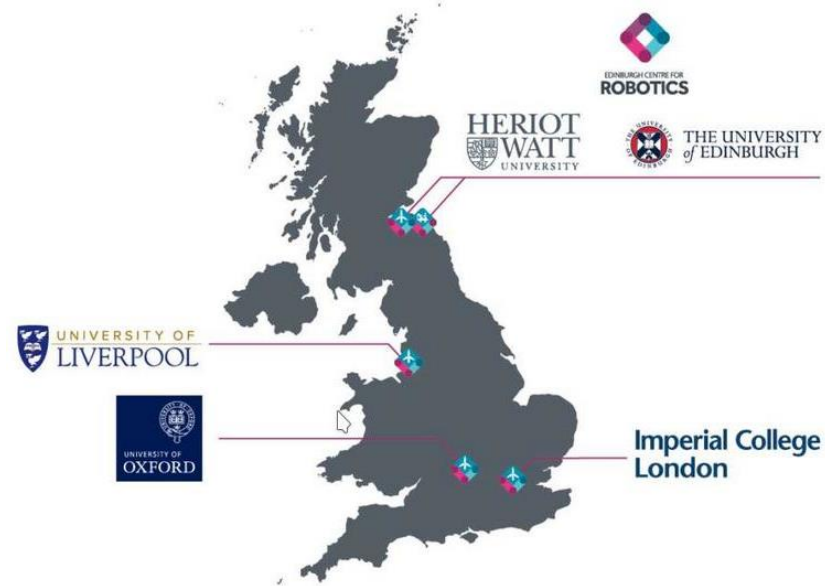 EDINBURGH CENTRE FOR
ROBOTICS
HERIOT
WATT
UNIVERSITY
THE UNIVERSITY
of EDINBURGH
UNIVERSITY OF
LIVERPOOL
UNIVERSITY OF
OXFORD
Imperial College
London